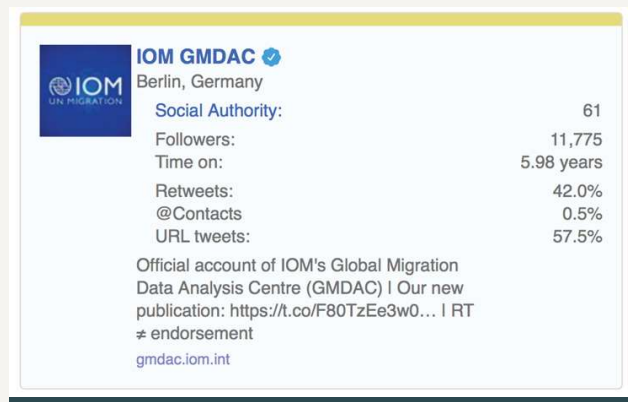 IOM
UN MIGRATION
IOM GMDAC
Berlin, Germany
Social Authority: 61
Followers: 11,775
Time on: 5.98 years
Retweets: 42.0%
@Contacts 0.5%
URL tweets: 57.5%
Official account of IOM's Global Migration
Data Analysis Centre (GMDAC) | Our new
publication: https://t.co/F80TzEe3w0... | RT
≠ endorsement
gmdac.iom.int